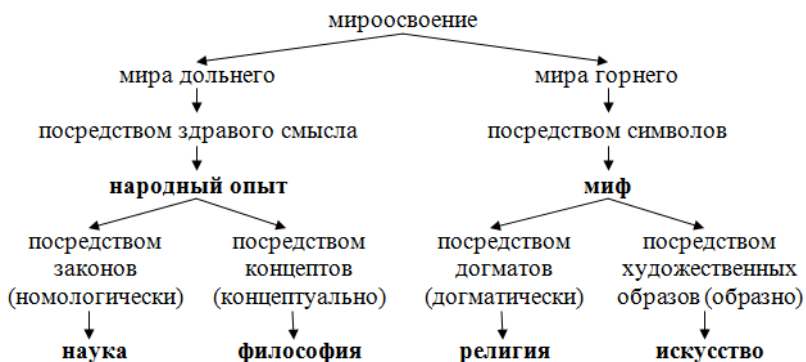 мироосвоение
мира дольнего
мира горнего
посредством здравого смысла
посредством символов
народный опыт
миф
посредством
законов
(номологически)
посредством
концептов
(концептуально)
посредством
догматов
(догматически)
посредством
художественных
образов (образно)
наука
философия
религия
искусство